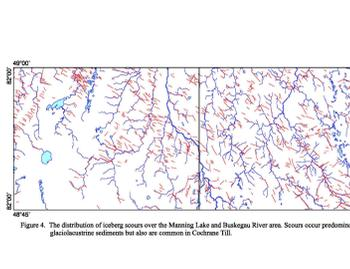 49°00'
82°00'
82°00'
48°45'
Figure 4. The distribution of iceberg scours over the Manning Lake and Buskegau River area. Scours occur predomin
glaciolacustrine sediments but also are common in Cochrane Till.